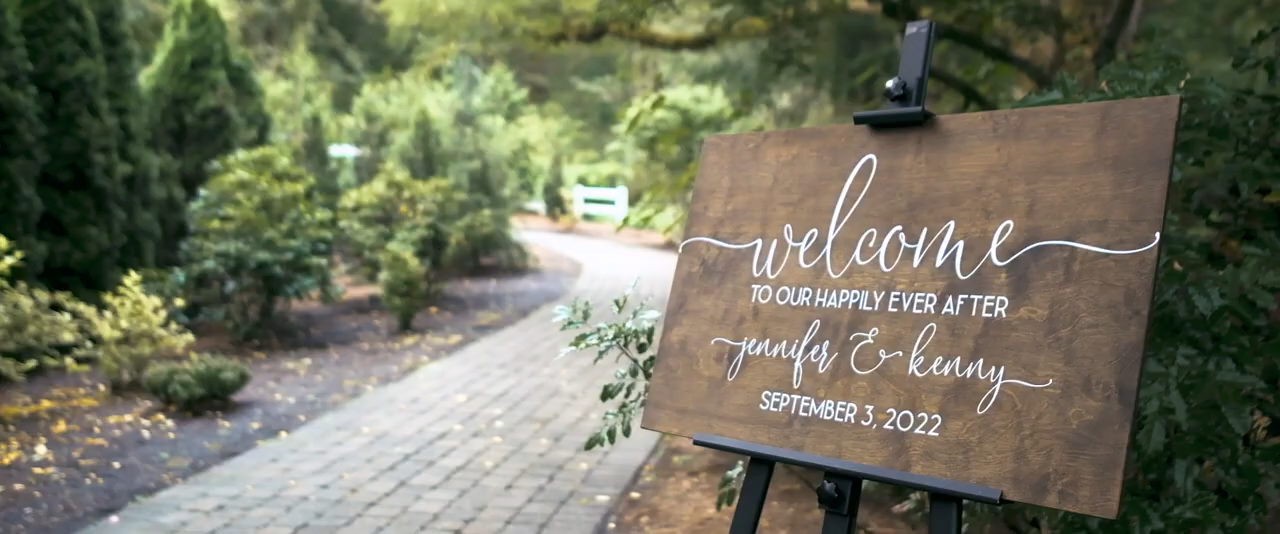 welcome
TO OUR HAPPILY EVER AFTER
jennifer & kenny
SEPTEMBER 3, 2022